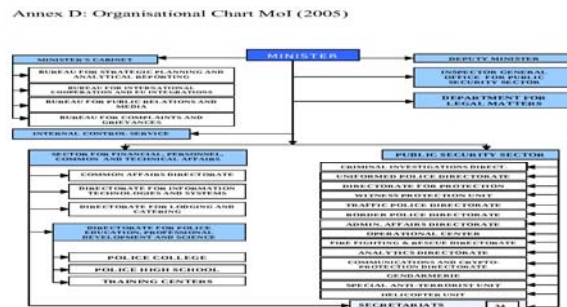 Annex D: Organisational Chart MoI (2005)
MINISTER
MINISTER'S CABINET
BUREAU FOR STRATEGIC PLANNING AND
ANALYTICAL REPORTING
BUREAU FOR INTERNATIONAL
COOPERATION AND EU INTEGRATIONS
BUREAU FOR PUBLIC RELATIONS AND
MEDIA
BUREAU FOR COMPLAINTS AND
GRIEVANCES
INTERNAL CONTROL SERVICE
DEPUTY MINISTER
INSPECTOR GENERAL
OFFICE FOR PUBLIC
SECURITY SECTOR
DEPARTMENT FOR
LEGAL MATTERS
SECTOR FOR FINANCIAL, PERSONNEL,
COMMON AND TECHNICAL AFFAIRS
COMMON AFFAIRS DIRECTORATE
DIRECTORATE FOR INFORMATION
TECHNOLOGIES AND SYSTEMS
DIRECTORATE FOR LODGING AND
CATERING
DIRECTORATE FOR POLICE
EDUCATION, PROFESSIONAL
DEVELOPMENT AND SCIENCE
POLICE COLLEGE
POLICE HIGH SCHOOL
TRAINING CENTERS
PUBLIC SECURITY SECTOR
CRIMINAL INVESTIGATIONS DIRECT.
UNIFORMED POLICE DIRECTORATE
DIRECTORATE FOR PROTECTION
WITNESS PROTECTION UNIT
TRAFFIC POLICE DIRECTORATE
BORDER POLICE DIRECTORATE
ADMIN. AFFAIRS DIRECTORATE
OPERATIONAL CENTER
FIRE FIGHTING & RESCUE DIRECTORATE
ANALYTICS DIRECTORATE
COMMUNICATIONS AND CRYPTO-
PROTECTION DIRECTORATE
GENDARMERIE
SPECIAL ANTI-TERRORIST UNIT
HELICOPTER UNIT
SECRETARIATS